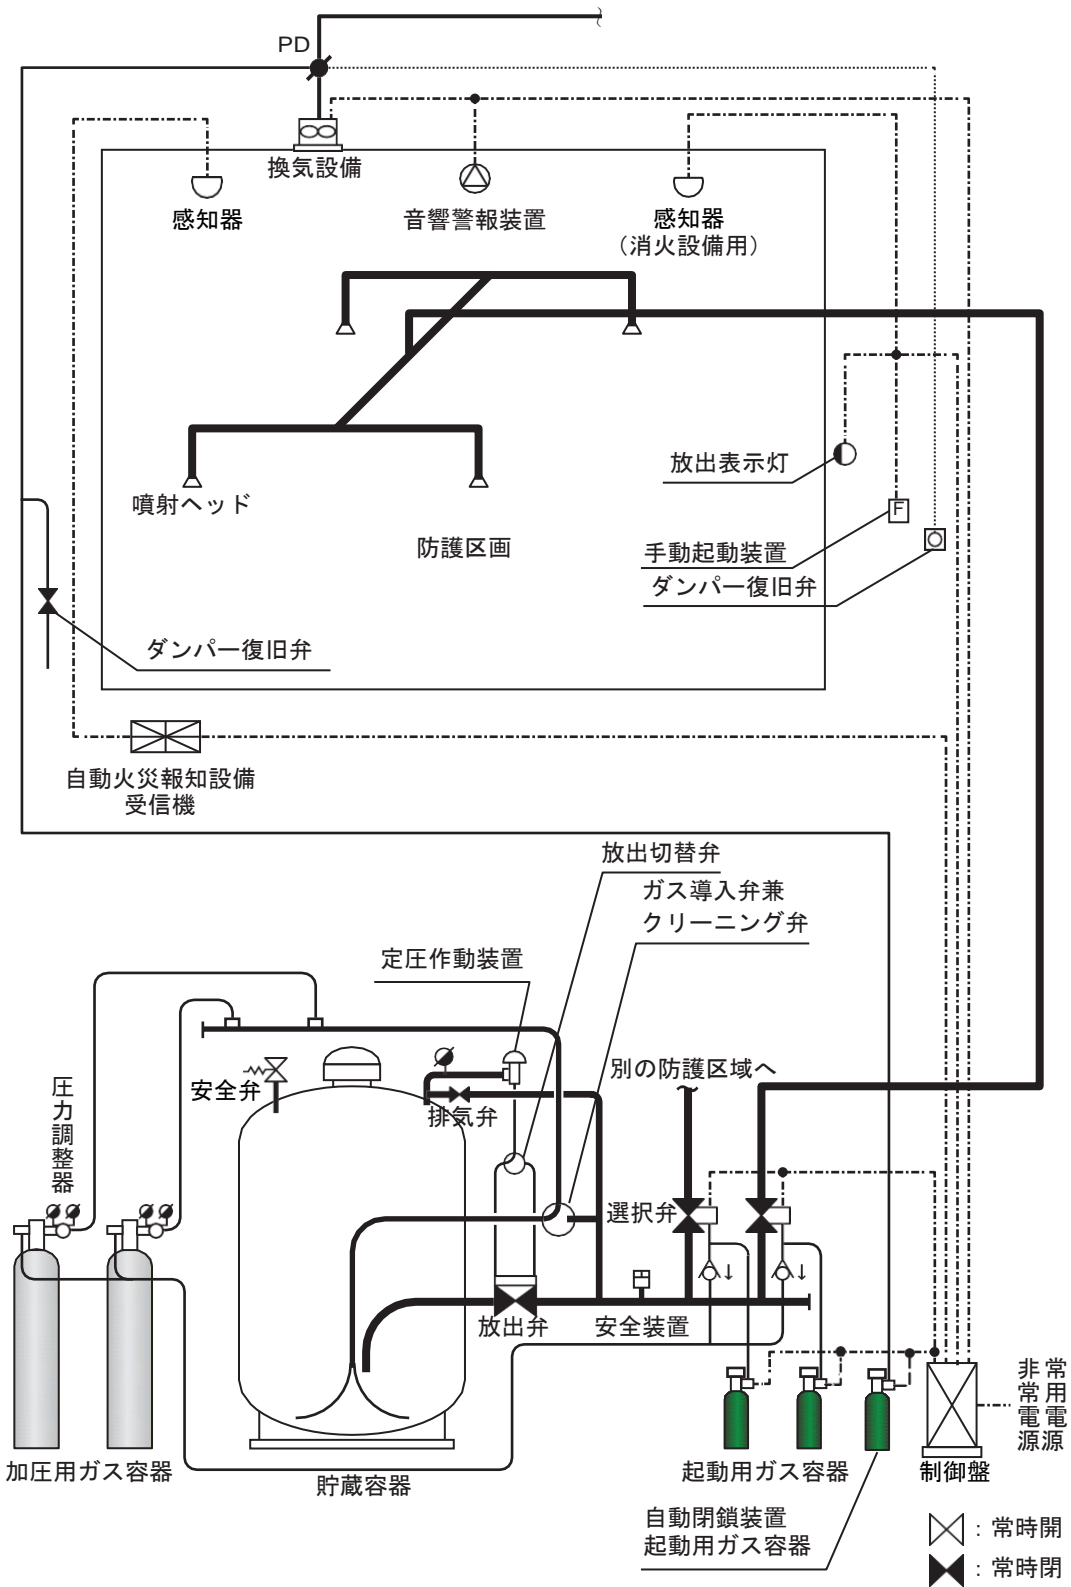 PD
換気設備
感知器
音響警報装置
感知器
（消火設備用）
放出表示灯
噴射ヘッド
F
防護区画
手動起動装置
ダンパー復旧弁
ダンパー復旧弁
自動火災報知設備
受信機
放出切替弁
ガス導入弁兼
クリーニング弁
定圧作動装置
別の防護区域へ
安全弁
圧力調整器
排気弁
選択弁
放出弁
安全装置
非常電源
常用電源
加圧用ガス容器
貯蔵容器
起動用ガス容器
制御盤
自動閉鎖装置
起動用ガス容器
：常時開
：常時閉